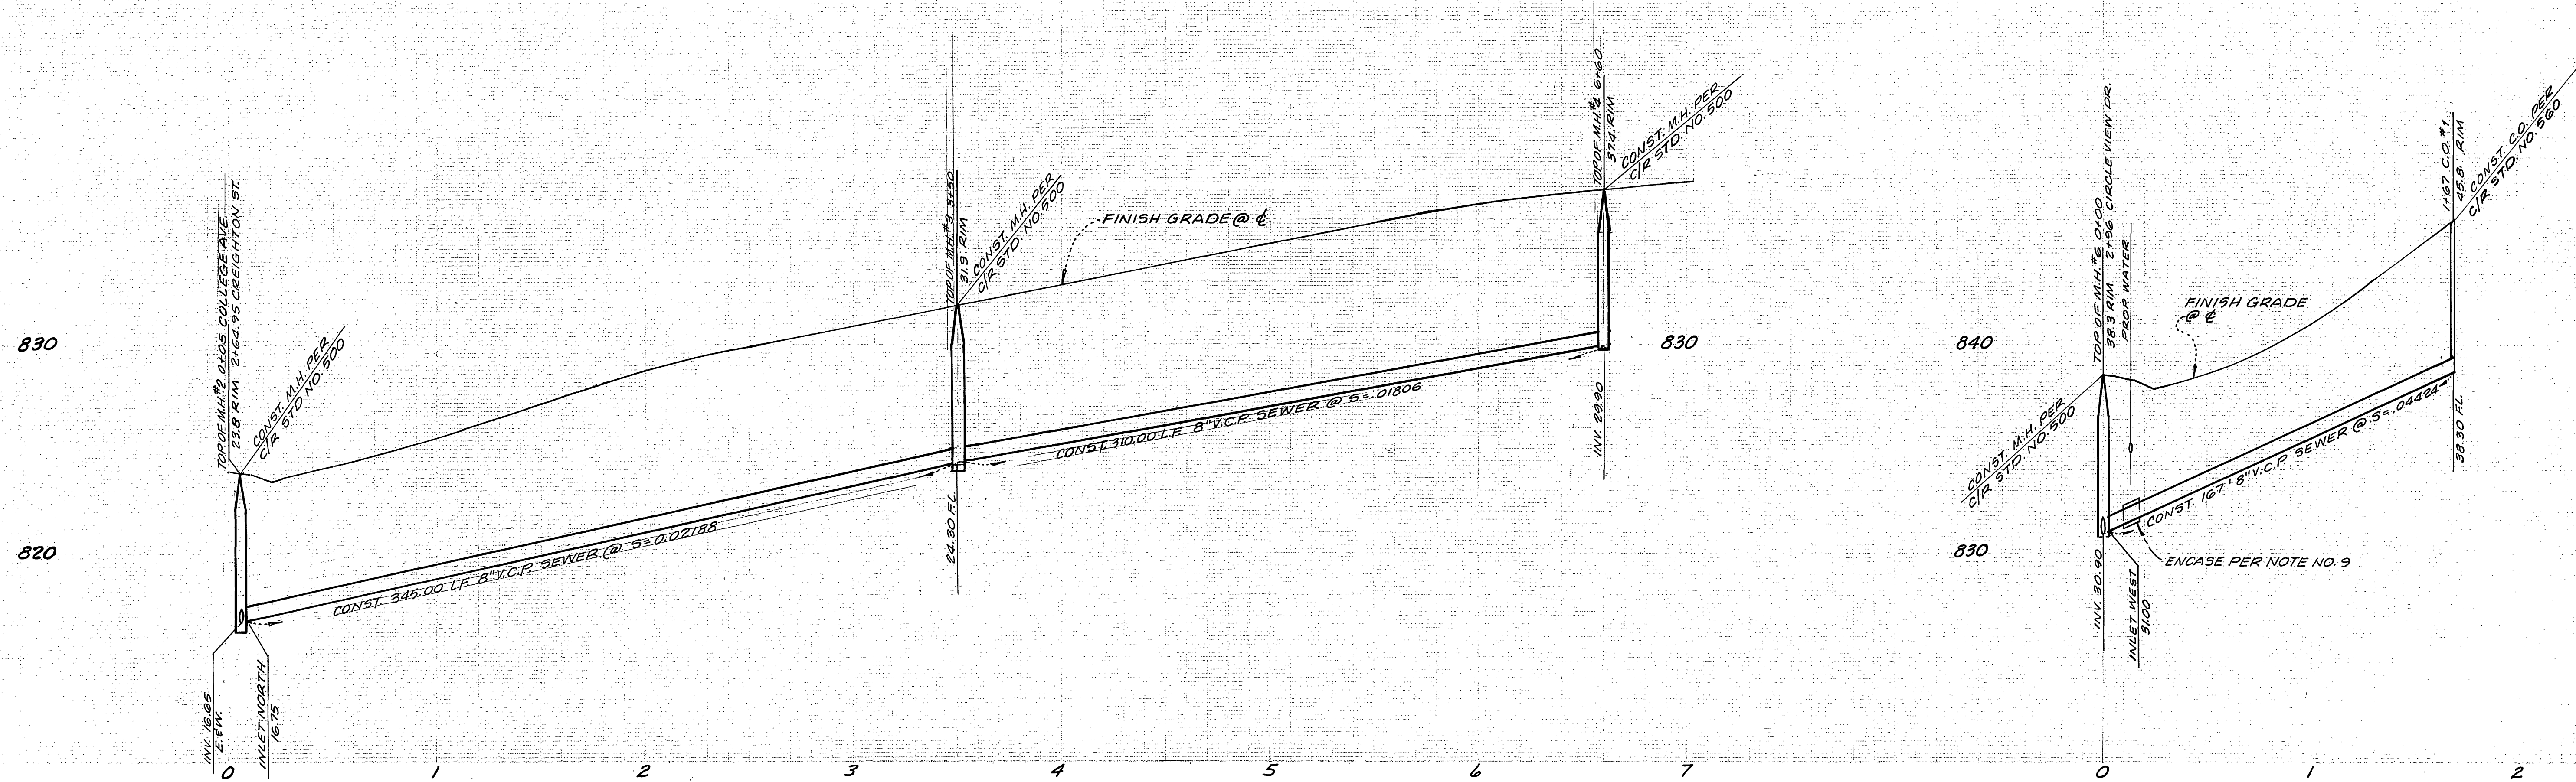 TOP OF M.H. #2 0+05 COLLEGE AVE.
23.8 RIM 2+64.95 CREIGHTON ST.
CONST. M.H. PER
C/R STD NO. 500
830
820
CONST. 345.00 L.F. 8" V.C.P. SEWER @ S=0.02188
INV. 16.65
E.&W.
INLET NORTH
16.75
TOP OF M.H. #3 3+50
31.9 RIM
CONST. M.H. PER
C/R STD. NO. 500
FINISH GRADE @ ℄
24.30 F.L.
CONST. 310.00 L.F. 8" V.C.P. SEWER @ S=.01806
TOP OF M.H. #4 6+60
37.4 RIM
CONST. M.H. PER
C/R STD. NO. 500
830
INV. 29.90
0 1 2 3 4 5 6 7
840
830
CONST. M.H. PER
C/R STD. NO. 500
TOP OF M.H. #6 0+00
38.3 RIM 2+96 CIRCLE VIEW DR.
PROP. WATER
FINISH GRADE
@ ℄
1+67 C.O. #1
45.8 RIM
CONST. C.O. PER
C/R STD. NO. 560
CONST. 167' 8" V.C.P. SEWER @ S=.04424
38.30 F.L.
ENCASE PER NOTE NO. 9
INV. 30.90
INLET WEST
31.00
0 1 2